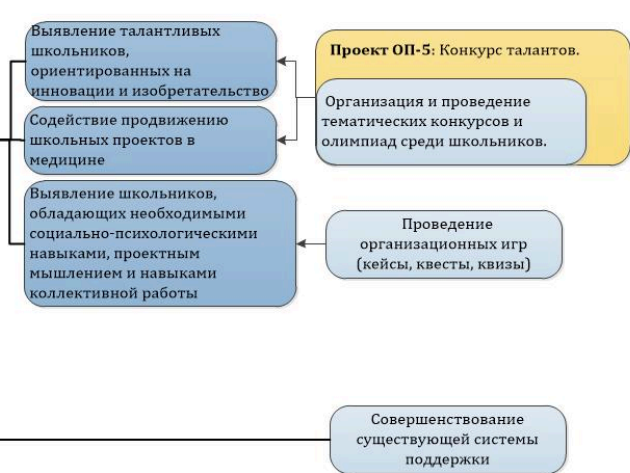 Выявление талантливых
школьников,
ориентированных на
инновации и изобретательство
Содействие продвижению
школьных проектов в
медицине
Выявление школьников,
обладающих необходимыми
социально-психологическими
навыками, проектным
мышлением и навыками
коллективной работы
Проект ОП-5: Конкурс талантов.
Организация и проведение
тематических конкурсов и
олимпиад среди школьников.
Проведение
организационных игр
(кейсы, квесты, квизы)
Совершенствование
существующей системы
поддержки